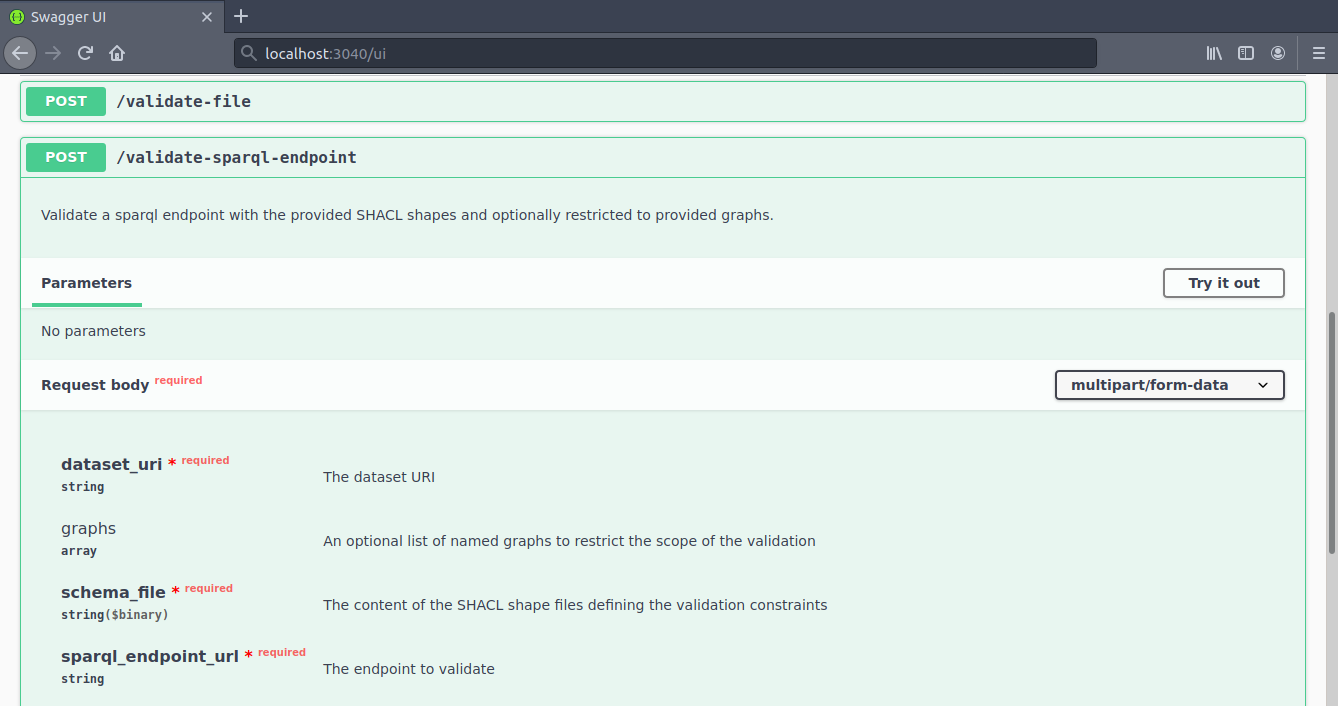 Swagger UI
localhost:3040/ui
POST /validate-file
POST /validate-sparql-endpoint
Validate a sparql endpoint with the provided SHACL shapes and optionally restricted to provided graphs.
Parameters Try it out
No parameters
Request body required multipart/form-data
dataset_uri * required
string
The dataset URI
graphs
array
An optional list of named graphs to restrict the scope of the validation
schema_file * required
string($binary)
The content of the SHACL shape files defining the validation constraints
sparql_endpoint_url * required
string
The endpoint to validate